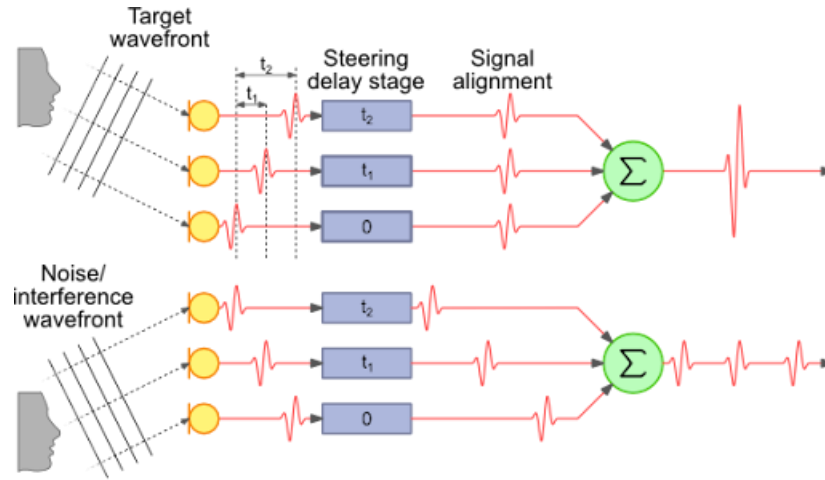 Target
wavefront
t₂
t₁
Steering
delay stage
Signal
alignment
t₂
t₁
0
Σ
Noise/
interference
wavefront
t₂
t₁
0
Σ